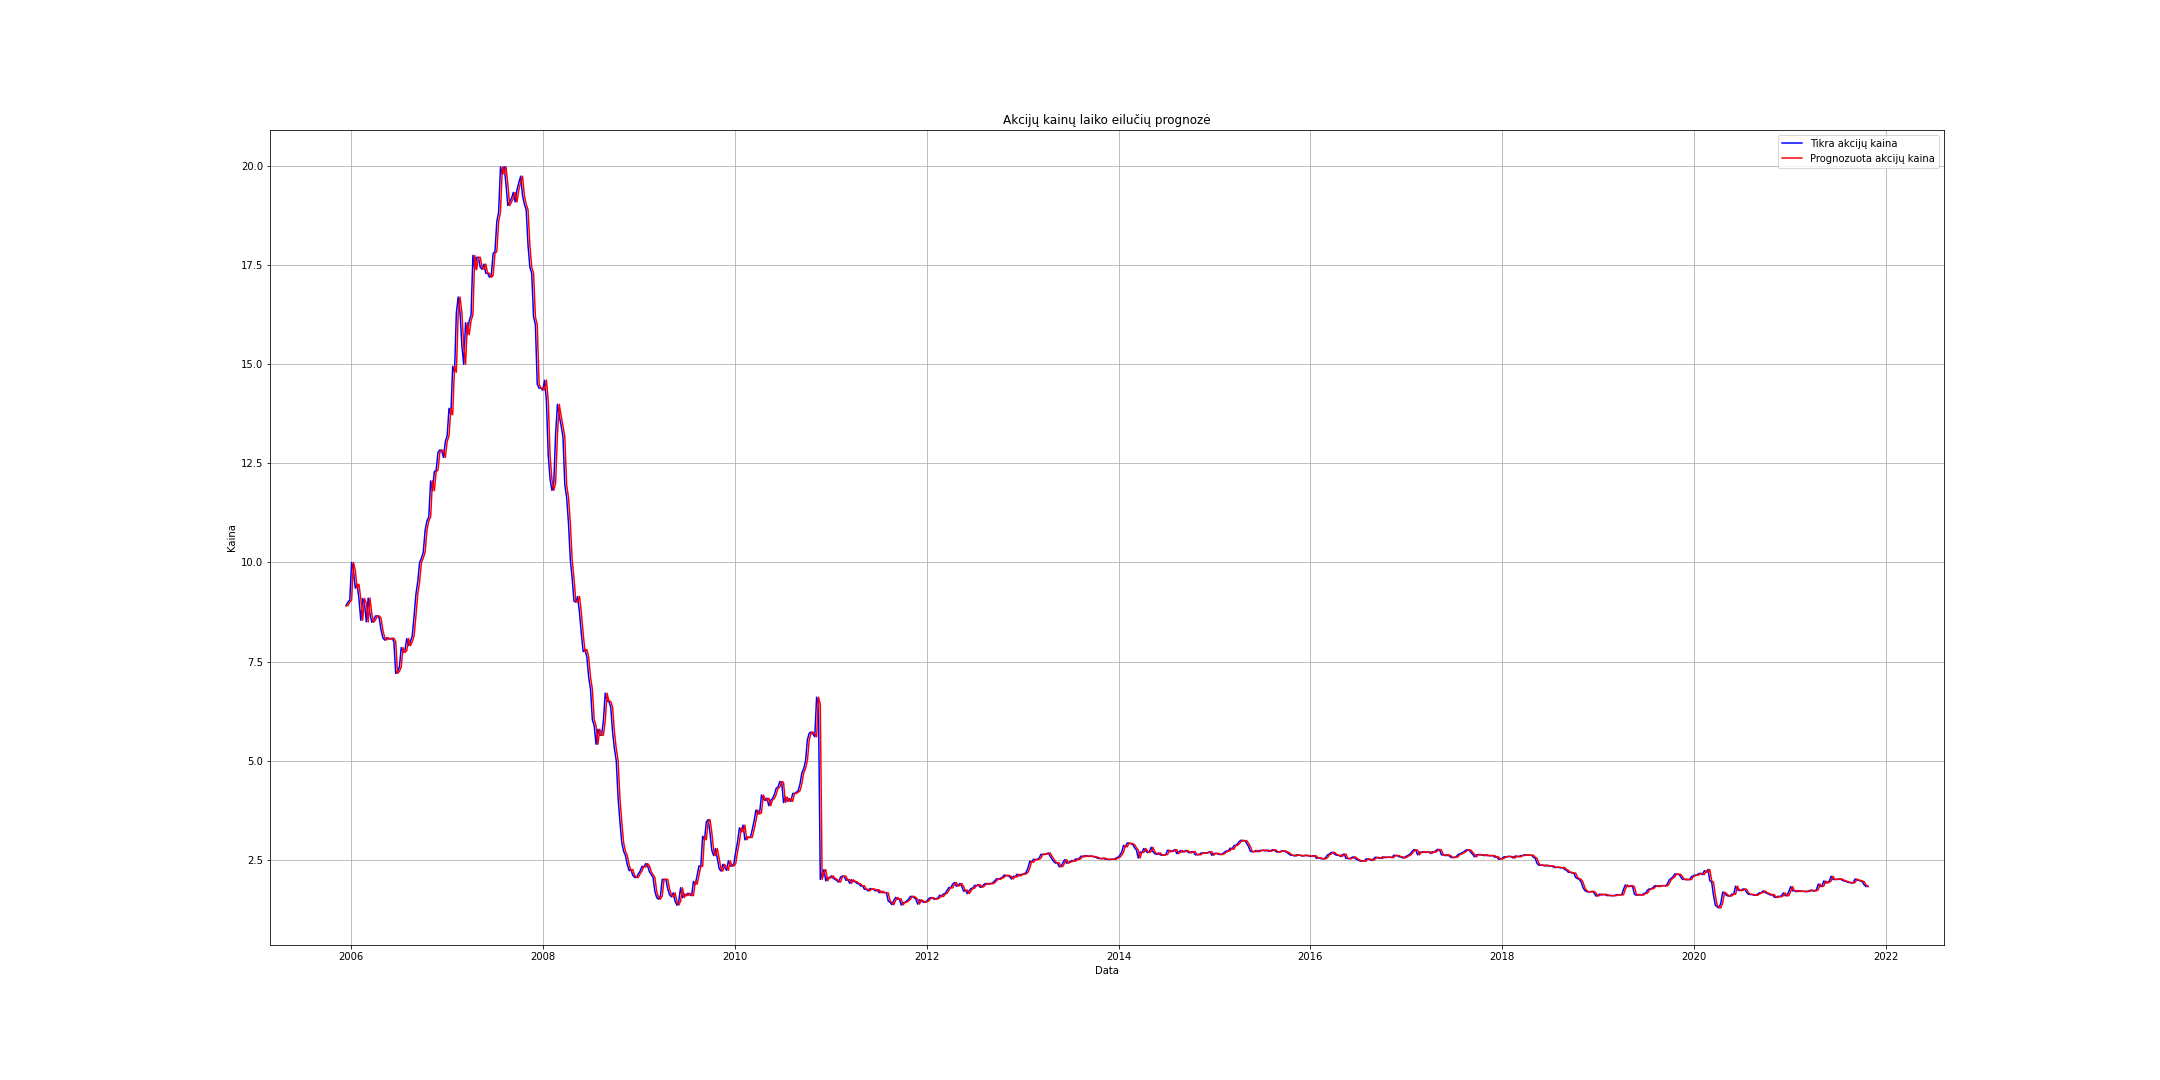 Akcijų kainų laiko eilučių prognozė
Tikra akcijų kaina
Prognozuota akcijų kaina
20.0
17.5
15.0
12.5
10.0
7.5
5.0
2.5
Kaina
2006 2008 2010 2012 2014 2016 2018 2020 2022
Data